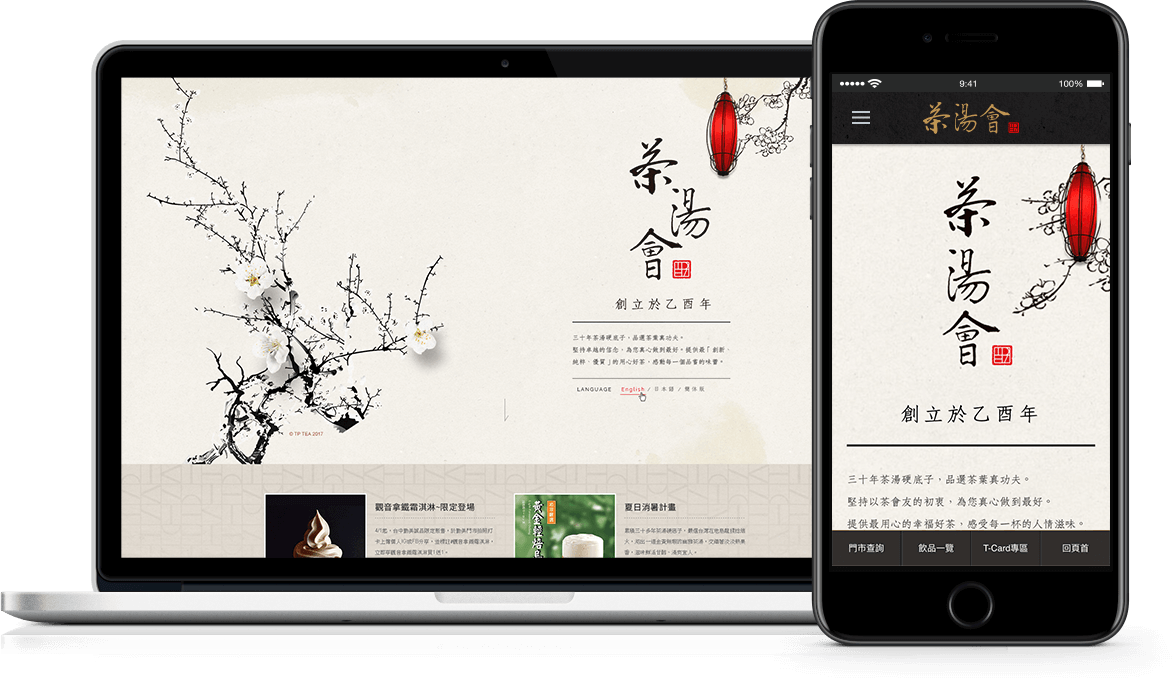 茶湯會
創立於乙酉年
三十年茶湯硬底子,品選茶葉真功夫。
堅持卓越的信念、為您真心做到最好。提供最「創新、
純粹、優質」的用心好茶,感動每一個品嘗的味蕾。
LANGUAGE English / 日本語 / 簡体版
© TP TEA 2017
觀音拿鐵霜淇淋~限定登場
夏日消暑計畫
黃金蕎麥
9:41
100%
茶湯會
茶湯會
創立於乙酉年
三十年茶湯硬底子,品選茶葉真功夫。
堅持以茶會友的初衷,為您真心做到最好。
提供最用心的幸福好茶,感受每一杯的人情滋味。
門市查詢 飲品一覽 T-Card專區 回頁首